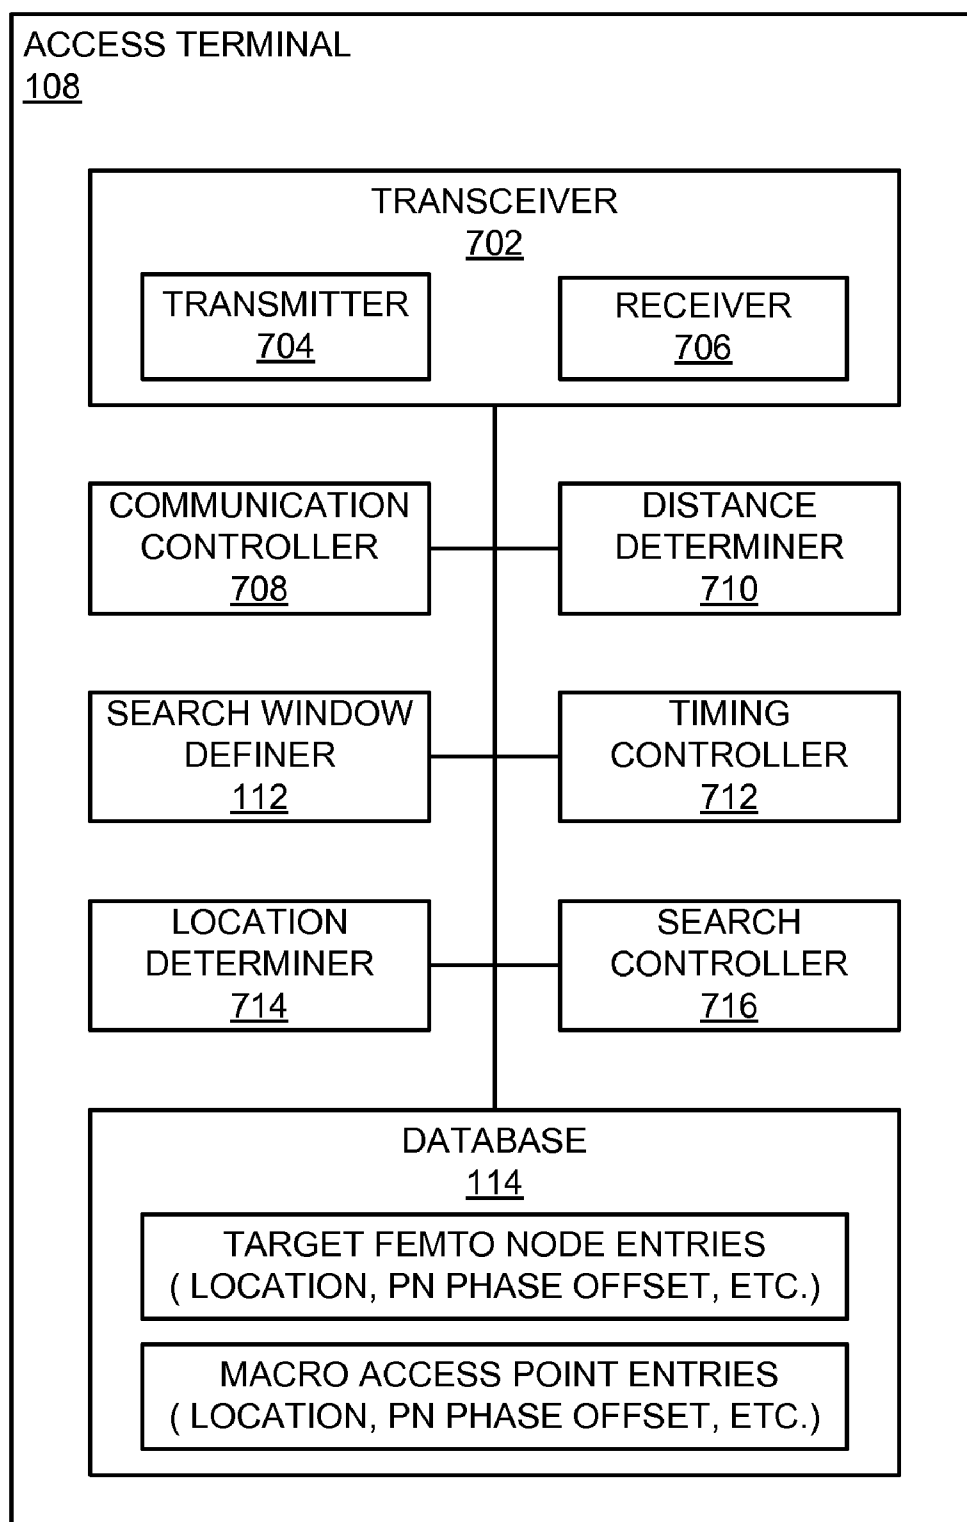 ACCESS TERMINAL
108
TRANSCEIVER
702
TRANSMITTER
704
RECEIVER
706
COMMUNICATION
CONTROLLER
708
DISTANCE
DETERMINER
710
SEARCH WINDOW
DEFINER
112
TIMING
CONTROLLER
712
LOCATION
DETERMINER
714
SEARCH
CONTROLLER
716
DATABASE
114
TARGET FEMTO NODE ENTRIES
( LOCATION, PN PHASE OFFSET, ETC.)
MACRO ACCESS POINT ENTRIES
( LOCATION, PN PHASE OFFSET, ETC.)